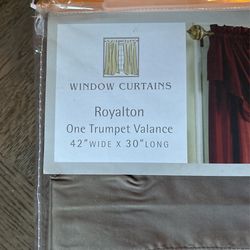 WINDOW CURTAINS
Royalton
One Trumpet Valance
42" WIDE X 30" LONG